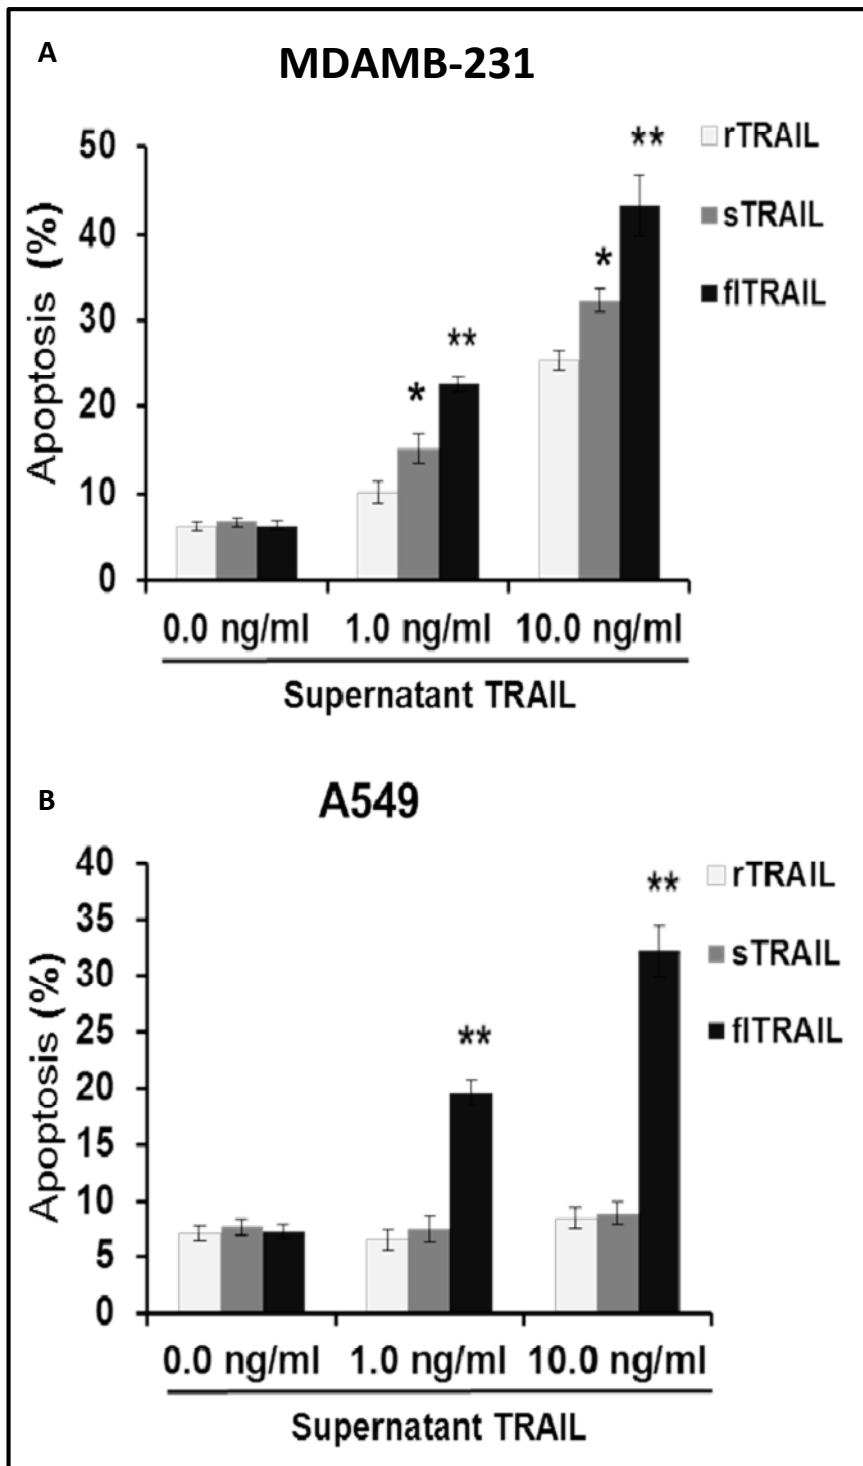 A
MDAMB-231
Apoptosis (%)
50
40
30
20
10
0
*
**
*
**
rTRAIL
sTRAIL
flTRAIL
0.0 ng/ml 1.0 ng/ml 10.0 ng/ml
Supernatant TRAIL
B
A549
Apoptosis (%)
40
35
30
25
20
15
10
5
0
**
**
rTRAIL
sTRAIL
flTRAIL
0.0 ng/ml 1.0 ng/ml 10.0 ng/ml
Supernatant TRAIL